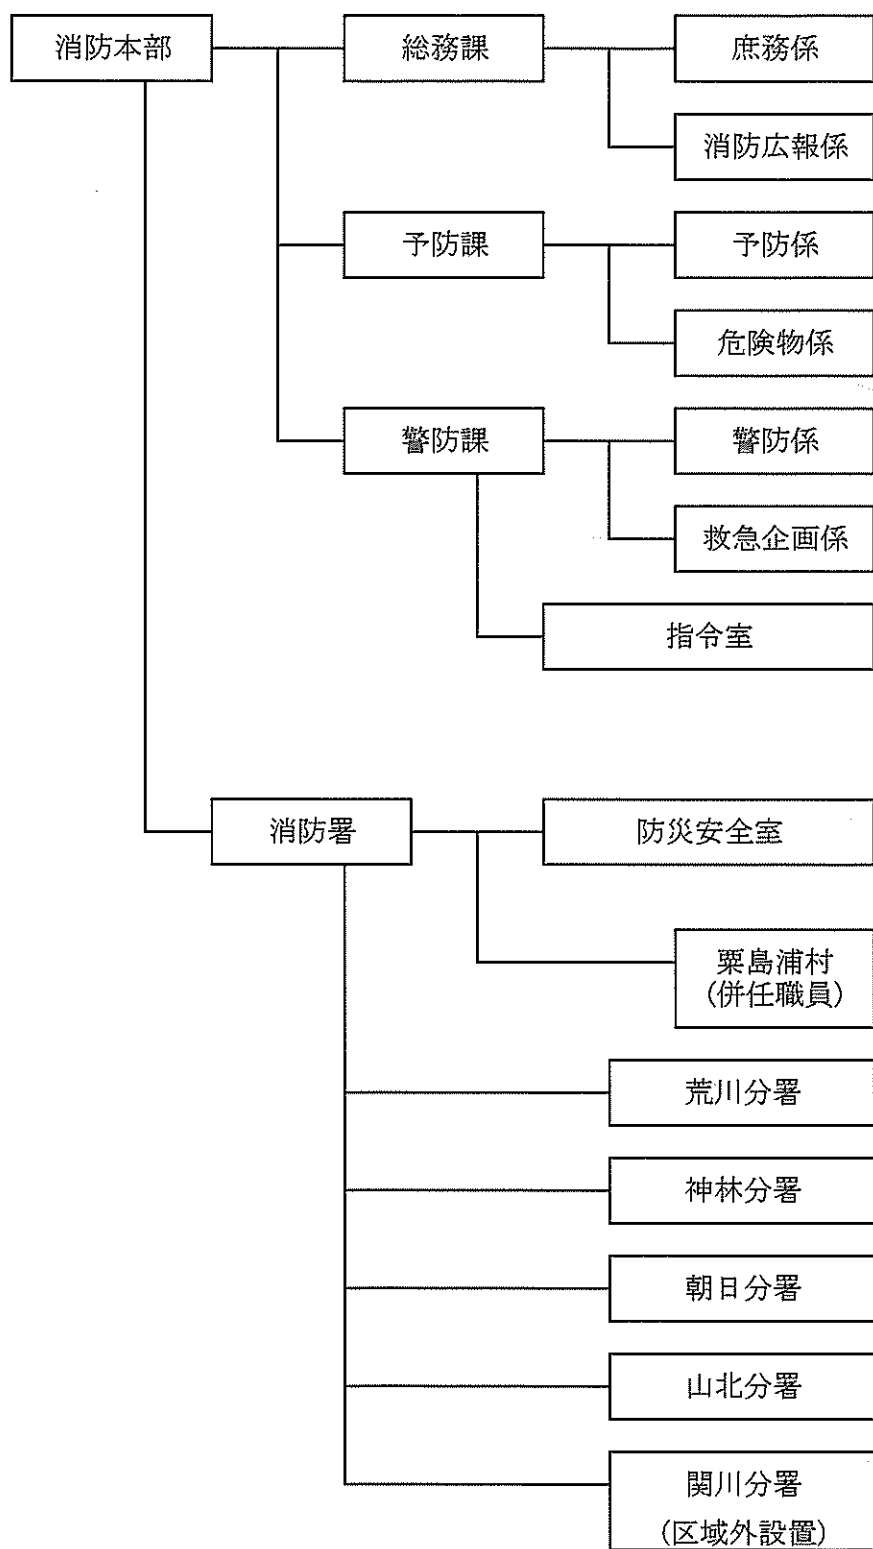 消防本部
総務課
庶務係
消防広報係
予防課
予防係
危険物係
警防課
警防係
救急企画係
指令室
消防署
防災安全室
粟島浦村
(併任職員)
荒川分署
神林分署
朝日分署
山北分署
関川分署
(区域外設置)